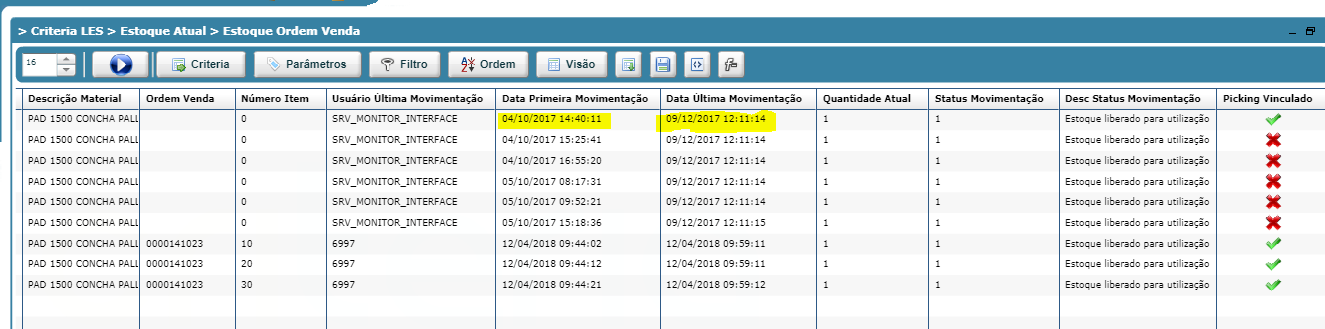 > Criteria LES > Estoque Atual > Estoque Ordem Venda
16 Criteria Parâmetros Filtro Ordem Visão
Descrição Material Ordem Venda Número Item Usuário Última Movimentação Data Primeira Movimentação Data Última Movimentação Quantidade Atual Status Movimentação Desc Status Movimentação Picking Vinculado
PAD 1500 CONCHA PALL 0 SRV_MONITOR_INTERFACE 04/10/2017 14:40:11 09/12/2017 12:11:14 1 1 Estoque liberado para utilização
PAD 1500 CONCHA PALL 0 SRV_MONITOR_INTERFACE 04/10/2017 15:25:41 09/12/2017 12:11:14 1 1 Estoque liberado para utilização
PAD 1500 CONCHA PALL 0 SRV_MONITOR_INTERFACE 04/10/2017 16:55:20 09/12/2017 12:11:14 1 1 Estoque liberado para utilização
PAD 1500 CONCHA PALL 0 SRV_MONITOR_INTERFACE 05/10/2017 08:17:31 09/12/2017 12:11:14 1 1 Estoque liberado para utilização
PAD 1500 CONCHA PALL 0 SRV_MONITOR_INTERFACE 05/10/2017 09:52:21 09/12/2017 12:11:14 1 1 Estoque liberado para utilização
PAD 1500 CONCHA PALL 0 SRV_MONITOR_INTERFACE 05/10/2017 15:18:36 09/12/2017 12:11:15 1 1 Estoque liberado para utilização
PAD 1500 CONCHA PALL 0000141023 10 6997 12/04/2018 09:44:02 12/04/2018 09:59:11 1 1 Estoque liberado para utilização
PAD 1500 CONCHA PALL 0000141023 20 6997 12/04/2018 09:44:12 12/04/2018 09:59:11 1 1 Estoque liberado para utilização
PAD 1500 CONCHA PALL 0000141023 30 6997 12/04/2018 09:44:21 12/04/2018 09:59:12 1 1 Estoque liberado para utilização